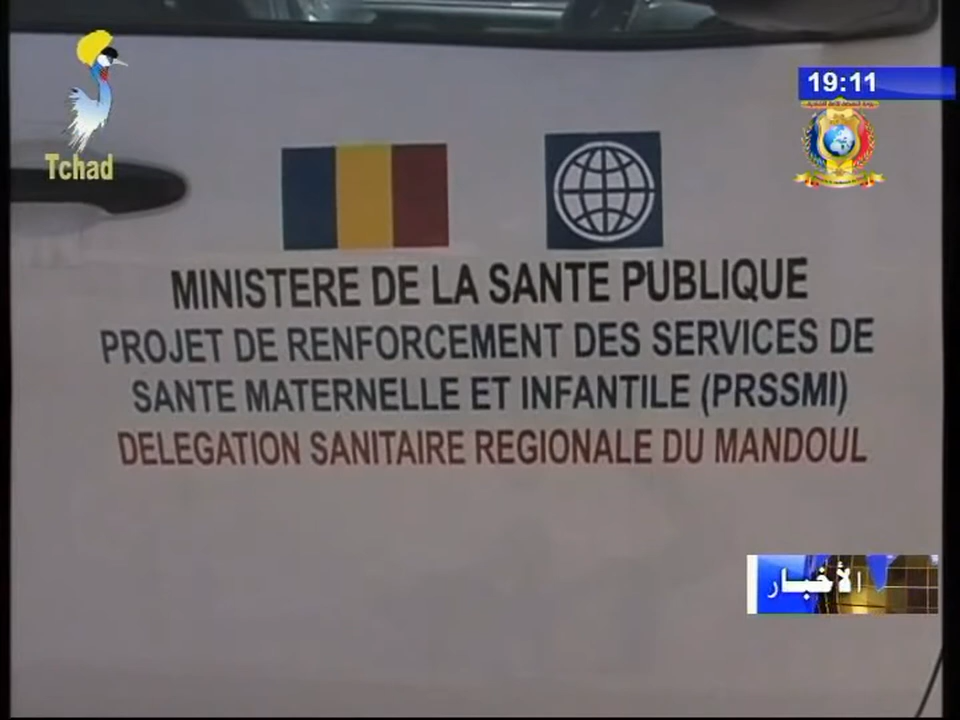 Tchad
19:11
MINISTERE DE LA SANTE PUBLIQUE
PROJET DE RENFORCEMENT DES SERVICES DE
SANTE MATERNELLE ET INFANTILE (PRSSMI)
DELEGATION SANITAIRE REGIONALE DU MANDOUL
الأخبار